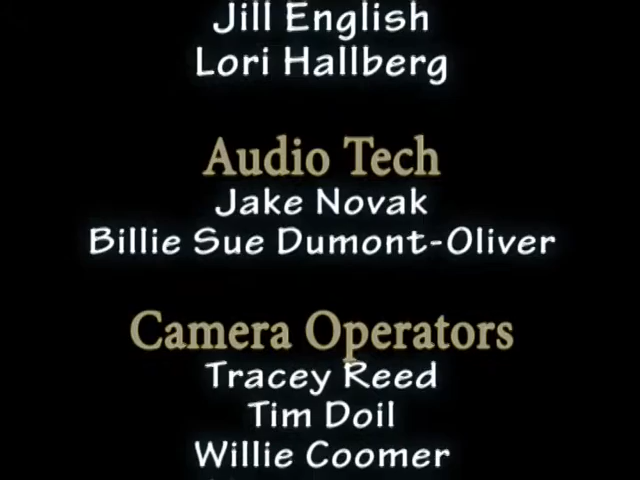 Jill English
Lori Hallberg
Audio Tech
Jake Novak
Billie Sue Dumont-Oliver
Camera Operators
Tracey Reed
Tim Doil
Willie Coomer